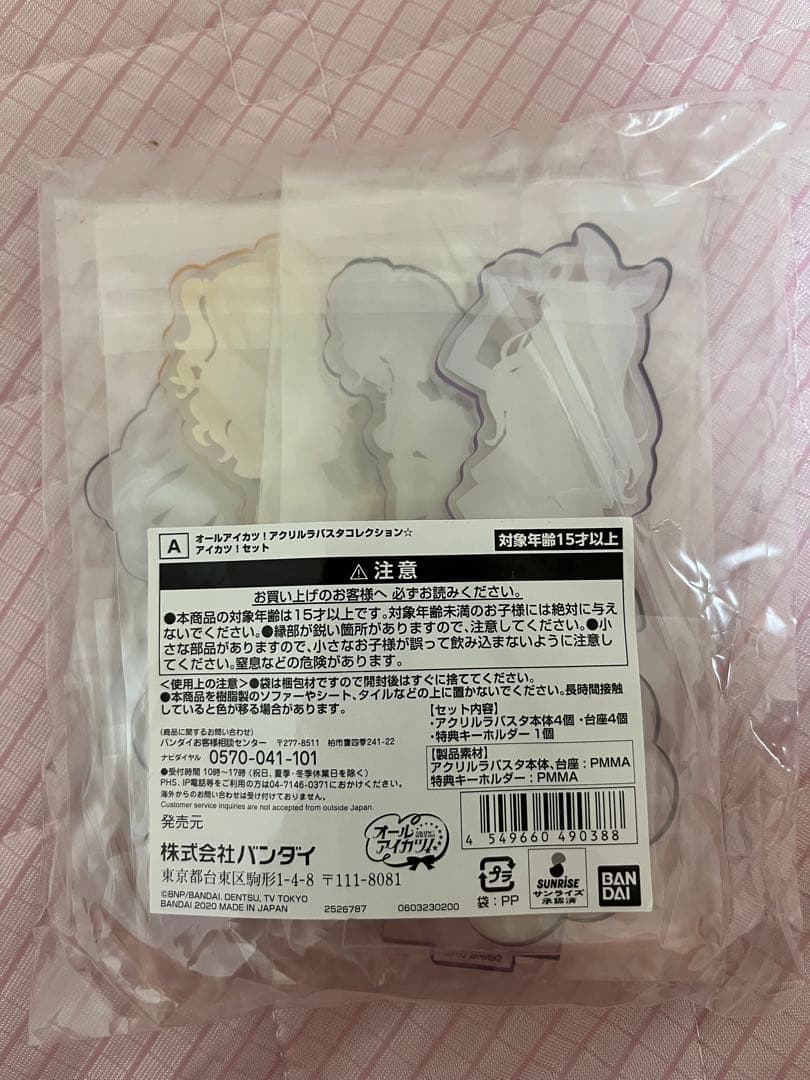 A
オールアイカツ！アクリルラバスタコレクション☆
アイカツ！セット
対象年齢15才以上
⚠注意
お買い上げのお客様へ 必ずお読みください。
●本商品の対象年齢は15才以上です。対象年齢未満のお子様には絶対に与え
ないでください。●縁部が鋭い箇所がありますので、注意してください。●小
さな部品がありますので、小さなお子様が誤って飲み込まないように注意し
てください。窒息などの危険があります。
＜使用上の注意＞●袋は梱包材ですので開封後はすぐに捨ててください。
●本商品を樹脂製のソファーやシート、タイルなどの上に置かないでください。長時間接触
していると色が移る場合があります。
【セット内容】
・アクリルラバスタ本体4個 ・台座4個
・特典キーホルダー 1個
【製品素材】
アクリルラバスタ本体、台座：PMMA
特典キーホルダー：PMMA
(商品に関するお問い合わせ)
バンダイお客様相談センター 〒277-8511 柏市豊四季241-22
ナビダイヤル 0570-041-101
●受付時間 10時～17時（祝日、夏季・冬季休業日を除く）
PHS、IP電話等をご利用の方は04-7146-0371におかけください。
海外からのお問い合わせは受け付けておりません。
Customer service inquiries are not accepted from outside Japan.
発売元
株式会社バンダイ
東京都台東区駒形1-4-8 〒111-8081
©BNP/BANDAI, DENTSU, TV TOKYO
BANDAI 2020 MADE IN JAPAN
2526787
0603230200
オール
アイカツ！
4 549660 490388
プラ
袋：PP
SUNRISE
サンライズ
承認済
BAN
DAI